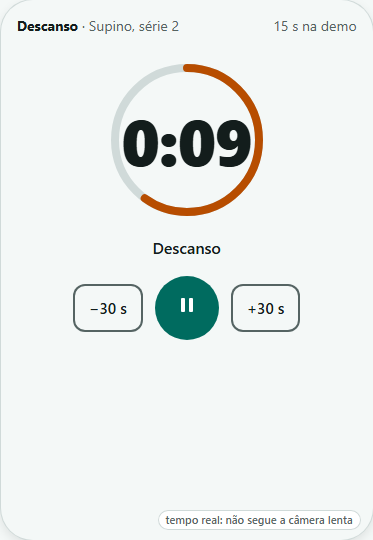 Descanso · Supino, série 2
15 s na demo
0:09
Descanso
−30 s
+30 s
tempo real: não segue a câmera lenta